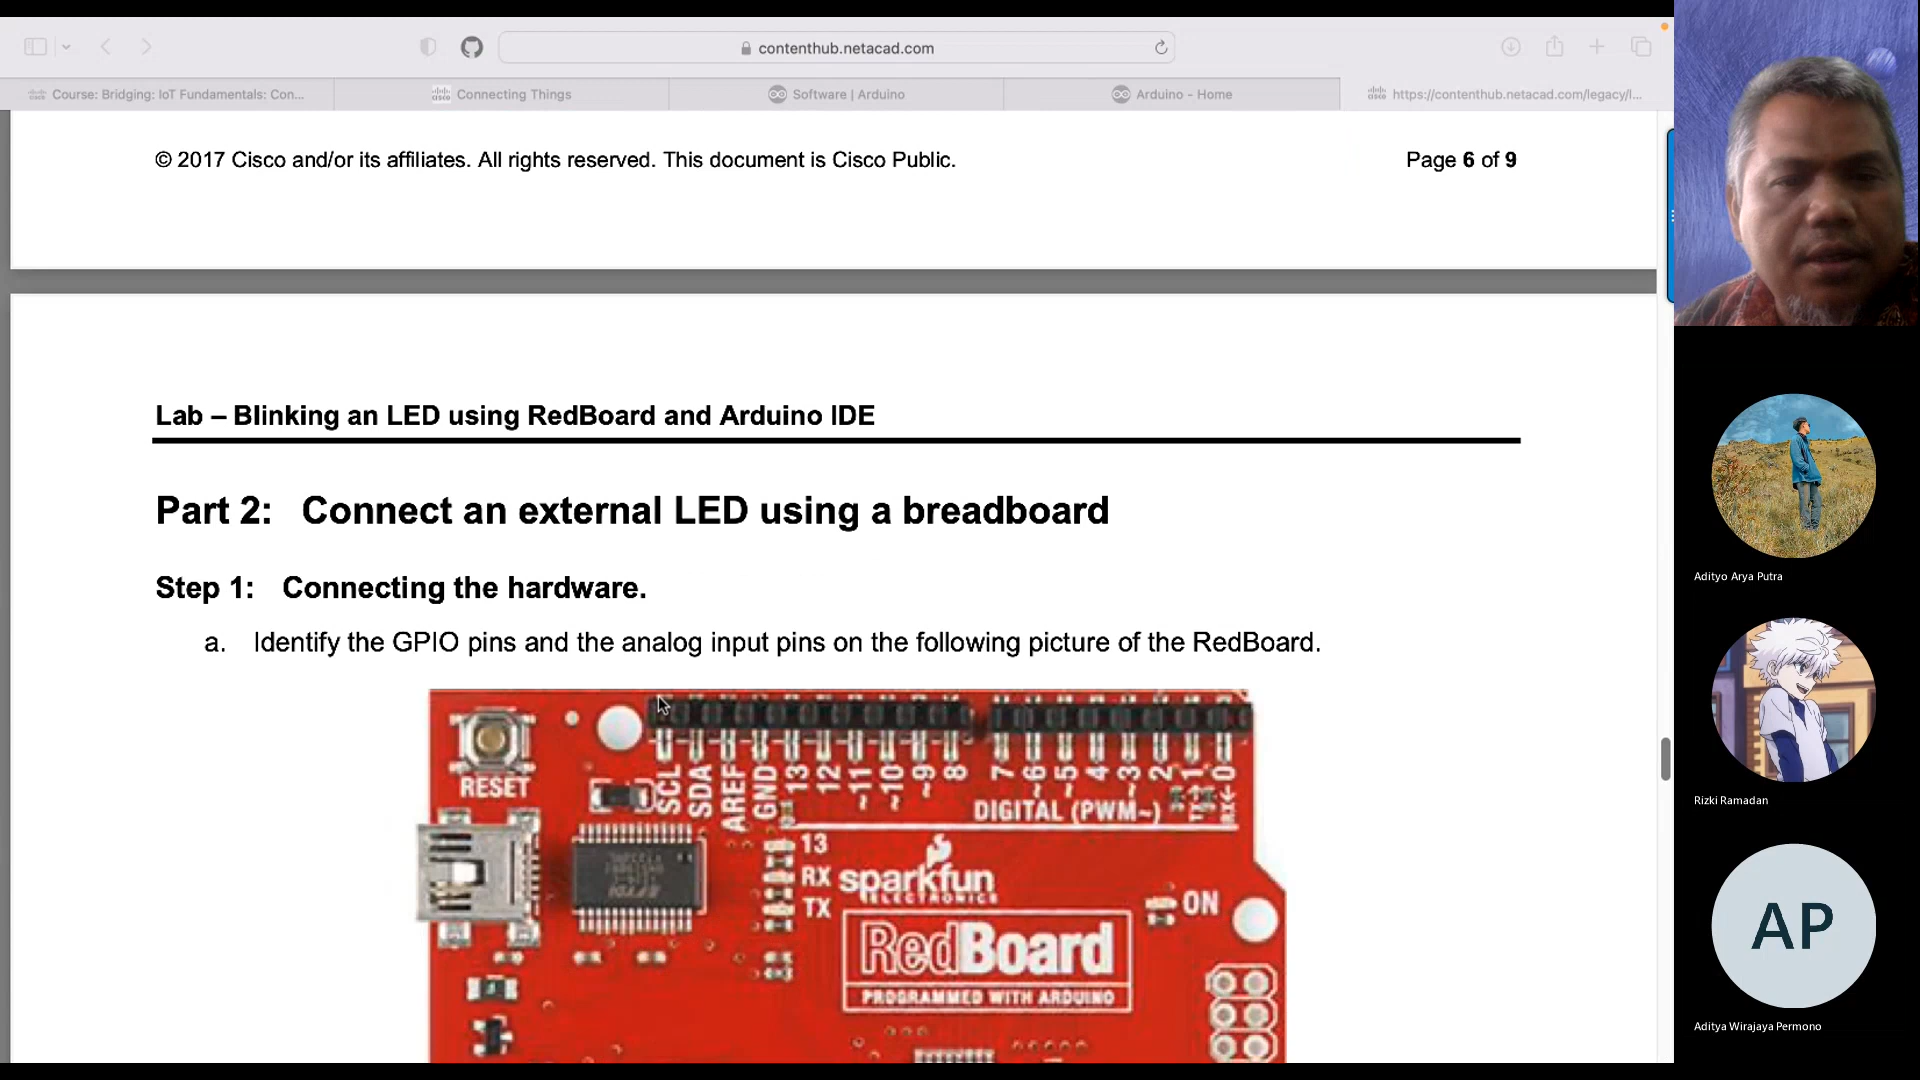 contenthub.netacad.com
Course: Bridging: IoT Fundamentals: Con...
Connecting Things
Software | Arduino
Arduino - Home
https://contenthub.netacad.com/legacy/I...
© 2017 Cisco and/or its affiliates. All rights reserved. This document is Cisco Public.
Page 6 of 9
Lab – Blinking an LED using RedBoard and Arduino IDE
Part 2: Connect an external LED using a breadboard
Step 1: Connecting the hardware.
a. Identify the GPIO pins and the analog input pins on the following picture of the RedBoard.
RESET
SCL
SDA
AREF
GND
13
12
~11
~10
~9
8
7
~6
~5
4
~3
2
TX→1
RX←0
DIGITAL (PWM~)
13
RX
TX
sparkfun
ELECTRONICS
ON
RedBoard
PROGRAMMED WITH ARDUINO
Adityo Arya Putra
Rizki Ramadan
AP
Aditya Wirajaya Permono